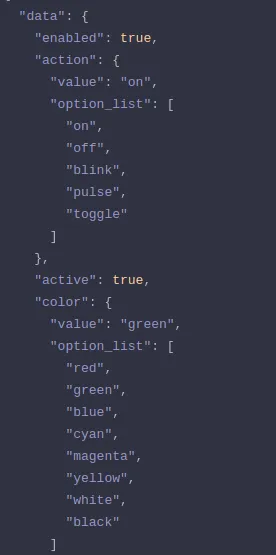 "data": {
"enabled": true,
"action": {
"value": "on",
"option_list": [
"on",
"off",
"blink",
"pulse",
"toggle"
]
},
"active": true,
"color": {
"value": "green",
"option_list": [
"red",
"green",
"blue",
"cyan",
"magenta",
"yellow",
"white",
"black"
]